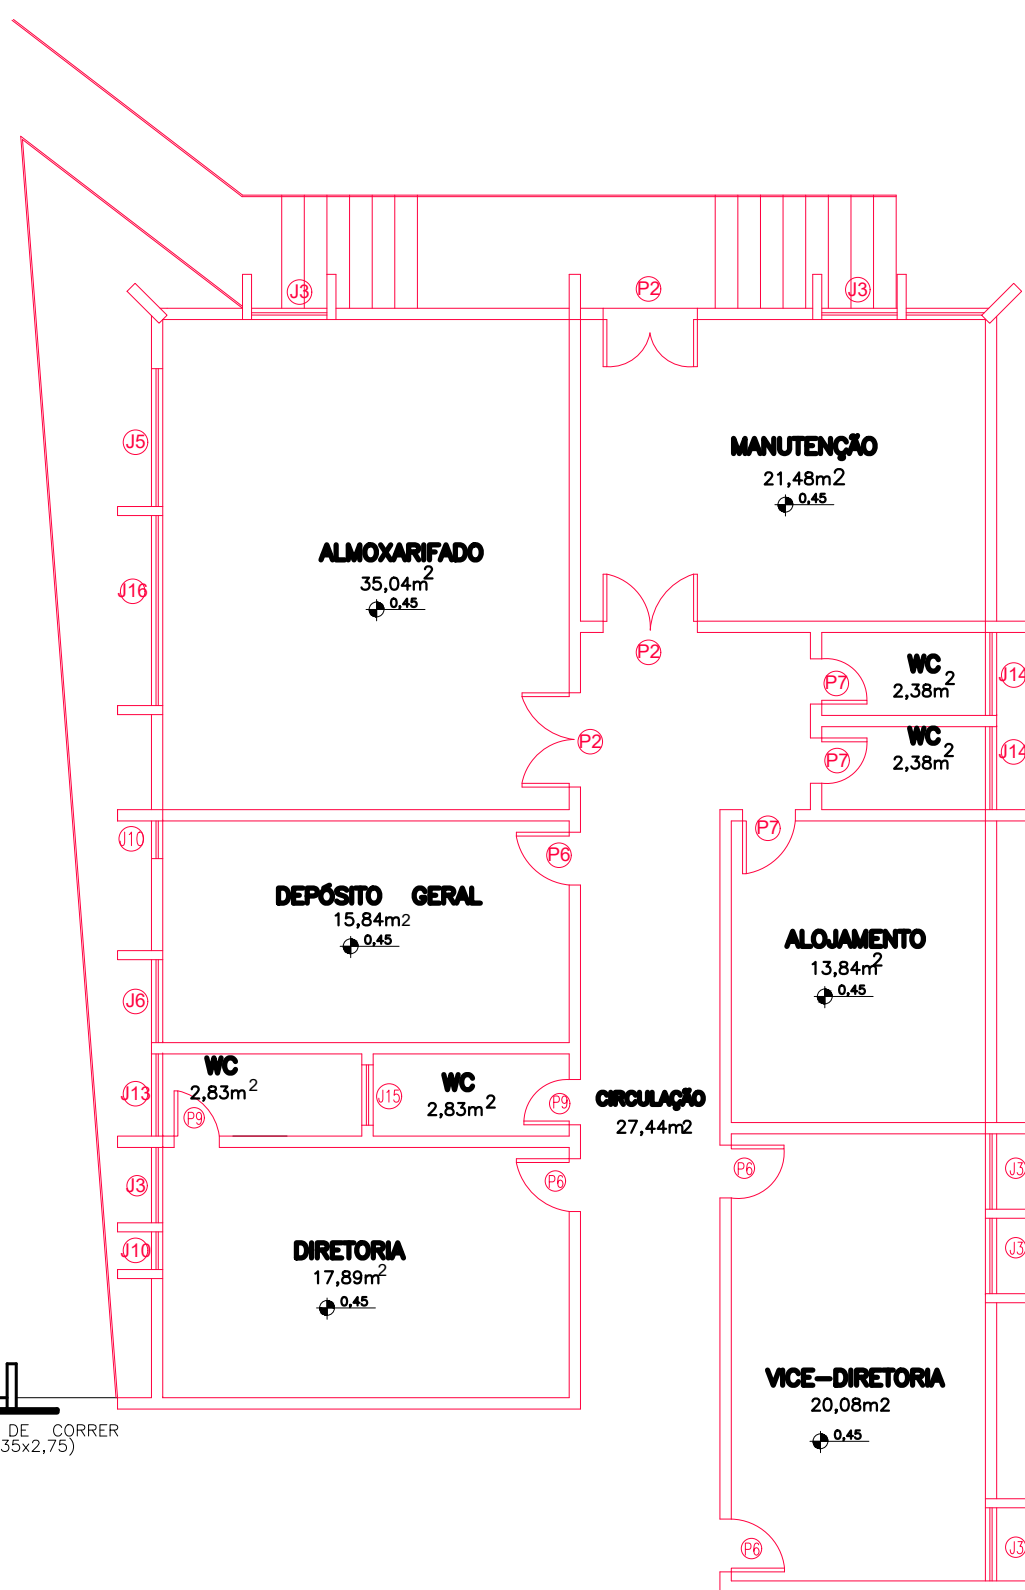 J3
P2
J3
J5
MANUTENÇÃO
21,48m2
0,45
ALMOXARIFADO
35,04m2
0,45
J16
P2
WC
2,38m2
P7
J14
P2
WC
2,38m2
P7
J14
J10
P6
P7
DEPÓSITO GERAL
15,84m2
0,45
ALOJAMENTO
13,84m2
0,45
J6
WC
2,83m2
WC
2,83m2
J13
J15
P9
P9
CIRCULAÇÃO
27,44m2
J3
P6
P6
J3
DIRETORIA
17,89m2
0,45
J10
J3
VICE-DIRETORIA
20,08m2
0,45
DE CORRER
35x2,75)
P6
J3